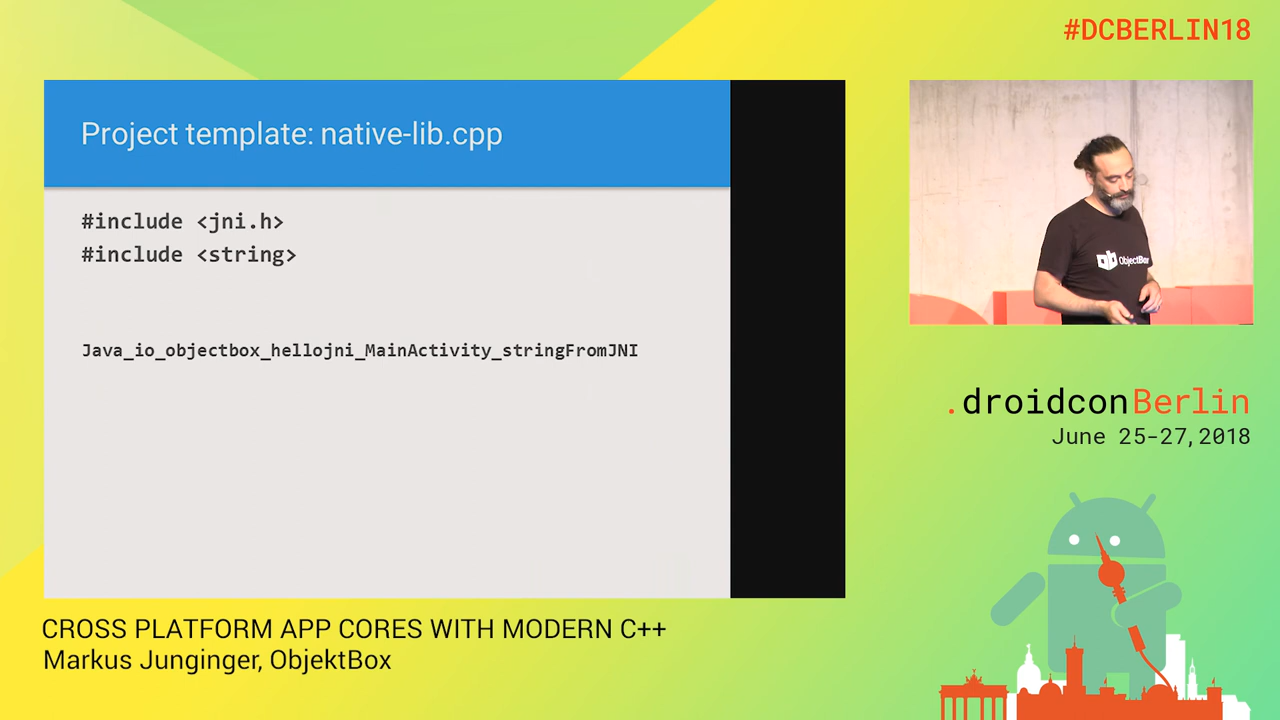 #DCBERLIN18
Project template: native-lib.cpp
#include <jni.h>
#include <string>
Java_io_objectbox_hellojni_MainActivity_stringFromJNI
ObjectBox
.droidconBerlin
June 25-27,2018
CROSS PLATFORM APP CORES WITH MODERN C++
Markus Junginger, ObjektBox